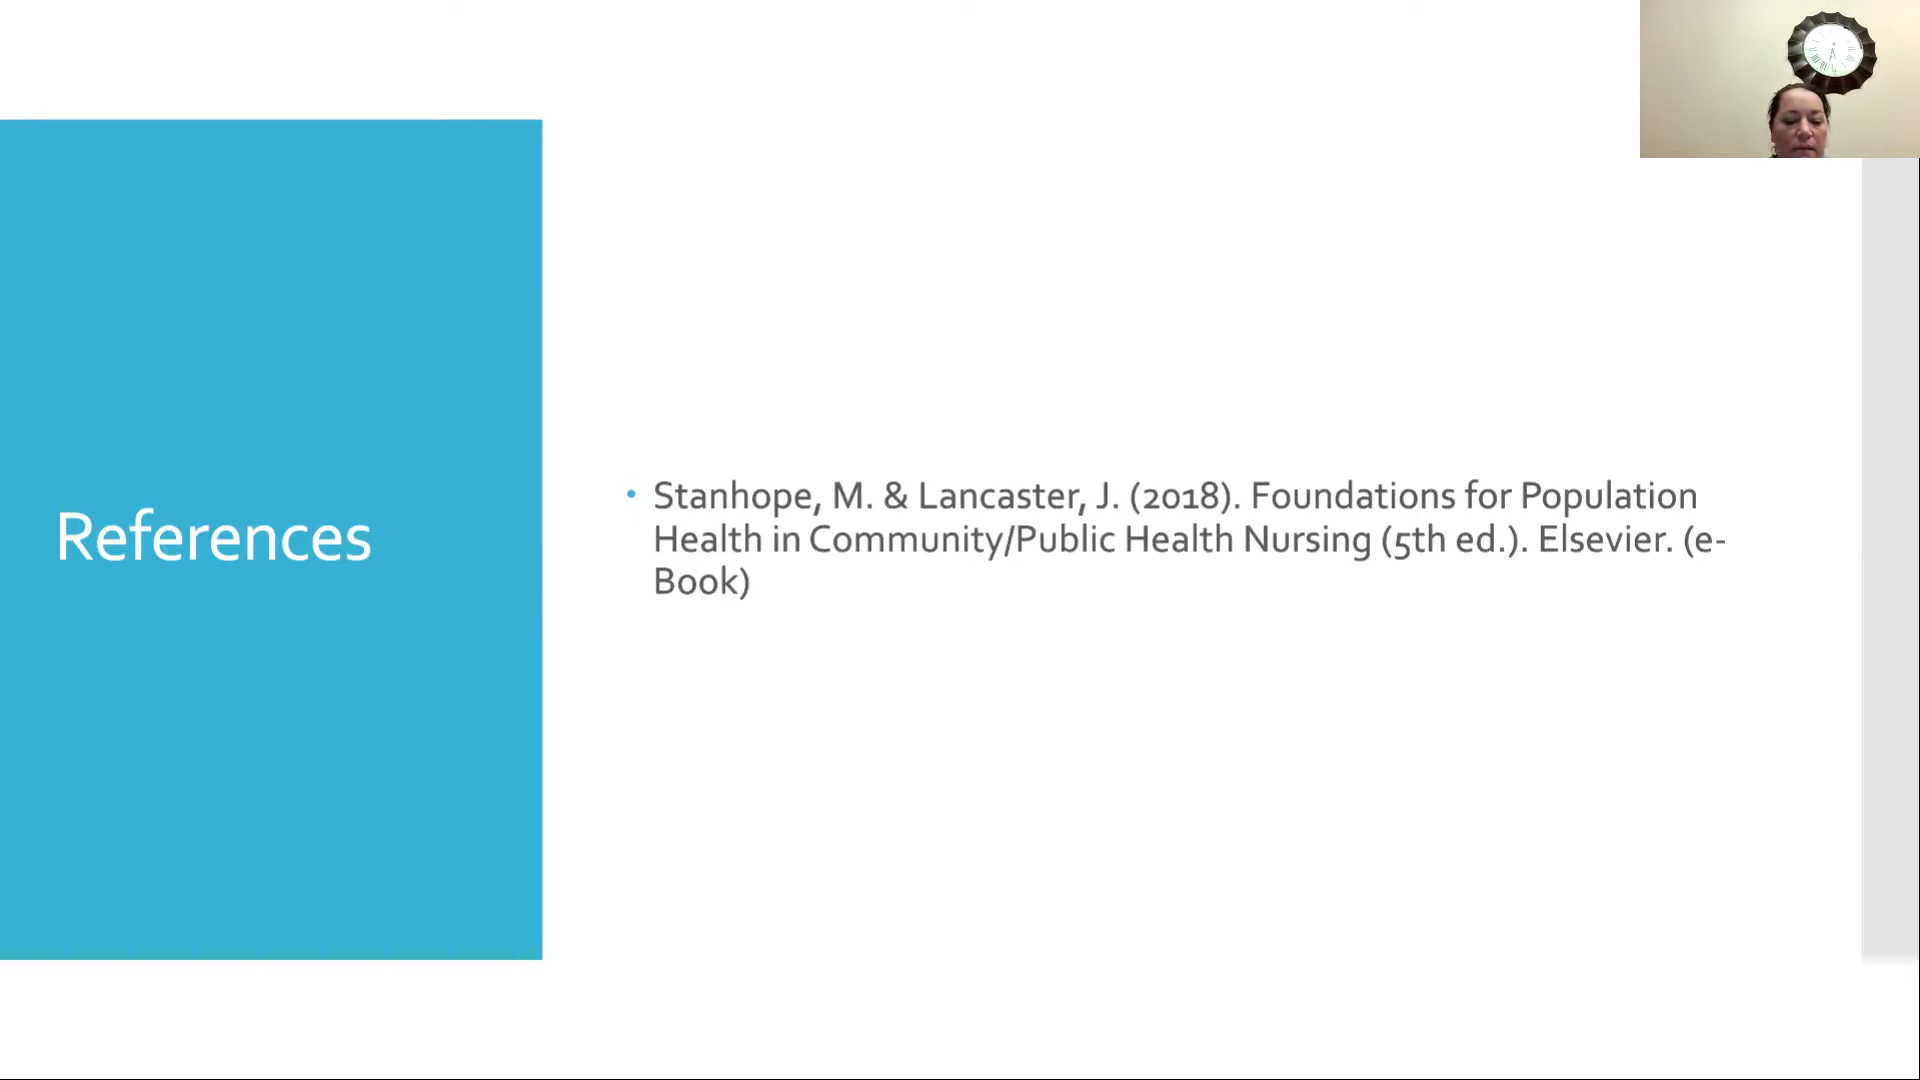 References
• Stanhope, M. & Lancaster, J. (2018). Foundations for Population
Health in Community/Public Health Nursing (5th ed.). Elsevier. (e-
Book)